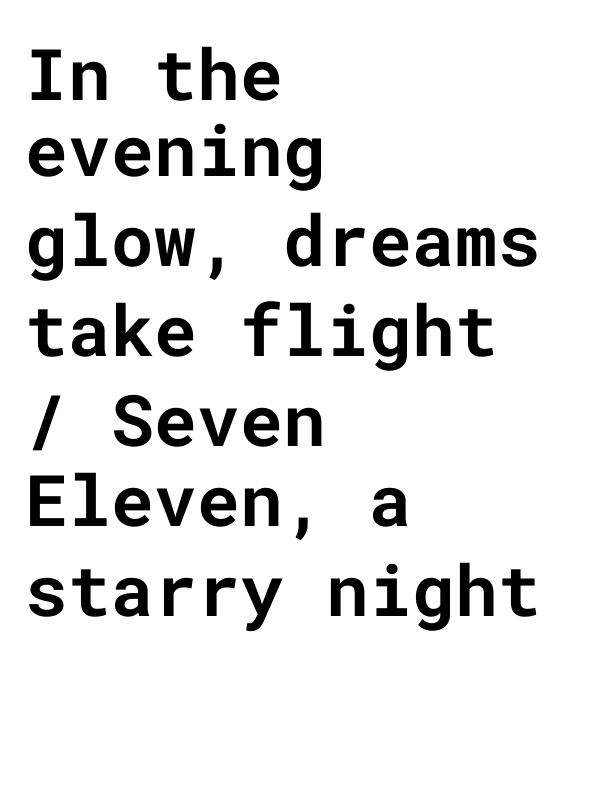 In the
evening
glow, dreams
take flight
/ Seven
Eleven, a
starry night